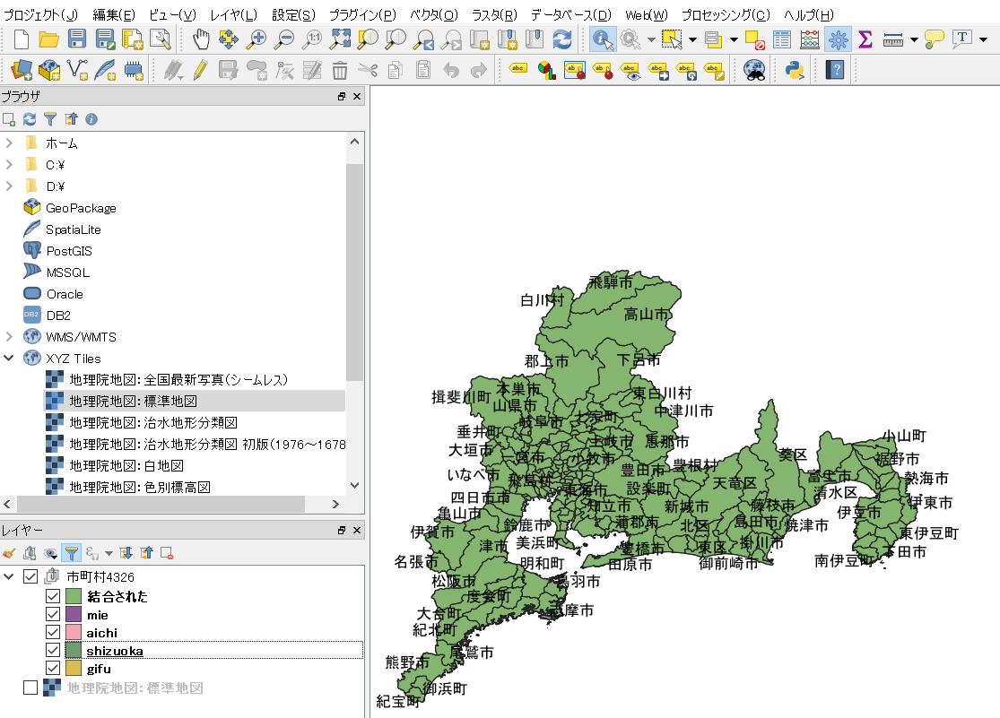 プロジェクト(J) 編集(E) ビュー(V) レイヤ(L) 設定(S) プラグイン(P) ベクタ(O) ラスタ(R) データベース(D) Web(W) プロセッシング(C) ヘルプ(H)
ブラウザ
ホーム
C:¥
D:¥
GeoPackage
SpatiaLite
PostGIS
MSSQL
Oracle
DB2
WMS/WMTS
XYZ Tiles
地理院地図: 全国最新写真(シームレス)
地理院地図: 標準地図
地理院地図: 治水地形分類図
地理院地図: 治水地形分類図 初版(1976～1678
地理院地図: 白地図
地理院地図: 色別標高図
レイヤー
市町村4326
結合された
mie
aichi
shizuoka
gifu
地理院地図: 標準地図
飛騨市
白川村
高山市
郡上市
下呂市
揖斐川町
本巣市
山県市
東白川村
中津川市
岐阜市
七宗町
垂井町
大垣市
土岐市
恵那市
小山町
一宮市
小牧市
葵区
裾野市
いなべ市
飛島村
豊田市
豊根村
富士市
熱海市
四日市市
東海市
設楽町
天竜区
清水区
伊東市
亀山市
知立市
新城市
藤枝市
伊豆市
伊賀市
鈴鹿市
蒲郡市
北区
島田市
焼津市
東伊豆町
津市
美浜町
豊橋市
東区
掛川市
下田市
名張市
明和町
田原市
御前崎市
南伊豆町
松阪市
鳥羽市
度会町
大台町
志摩市
紀北町
尾鷲市
熊野市
御浜町
紀宝町